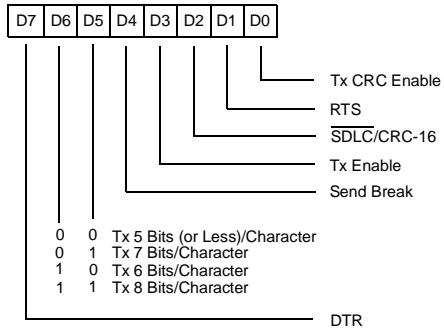 D7 D6 D5 D4 D3 D2 D1 D0
Tx CRC Enable
RTS
SDLC/CRC-16
Tx Enable
Send Break
0 0 Tx 5 Bits (or Less)/Character
0 1 Tx 7 Bits/Character
1 0 Tx 6 Bits/Character
1 1 Tx 8 Bits/Character
DTR